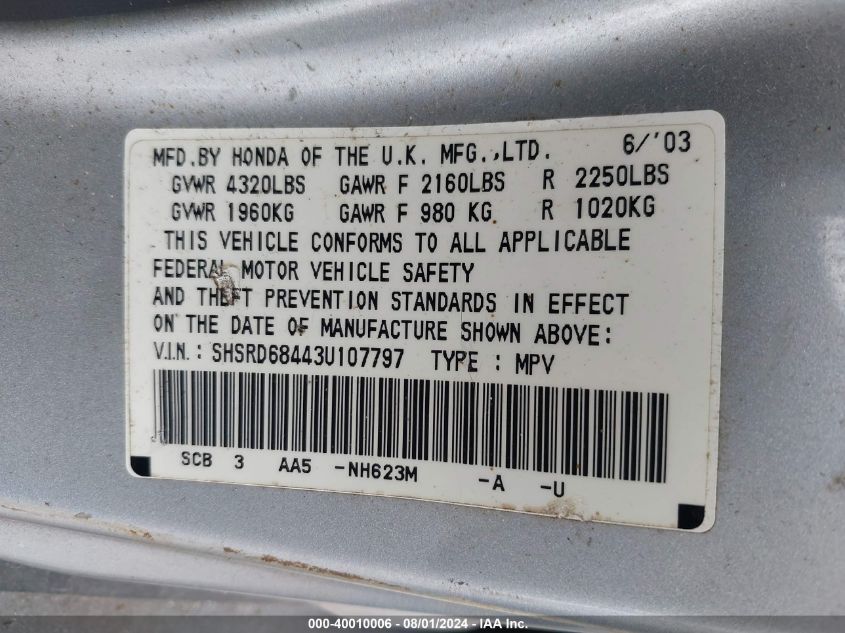 MFD.BY HONDA OF THE U.K. MFG.,LTD. 6/'03
GVWR 4320LBS GAWR F 2160LBS R 2250LBS
GVWR 1960KG GAWR F 980 KG R 1020KG
THIS VEHICLE CONFORMS TO ALL APPLICABLE
FEDERAL MOTOR VEHICLE SAFETY
AND THEFT PREVENTION STANDARDS IN EFFECT
ON THE DATE OF MANUFACTURE SHOWN ABOVE:
V.I.N.: SHSRD68443U107797 TYPE : MPV
SCB 3 AA5 -NH623M -A -U
000-40010006 - 08/01/2024 - IAA Inc.